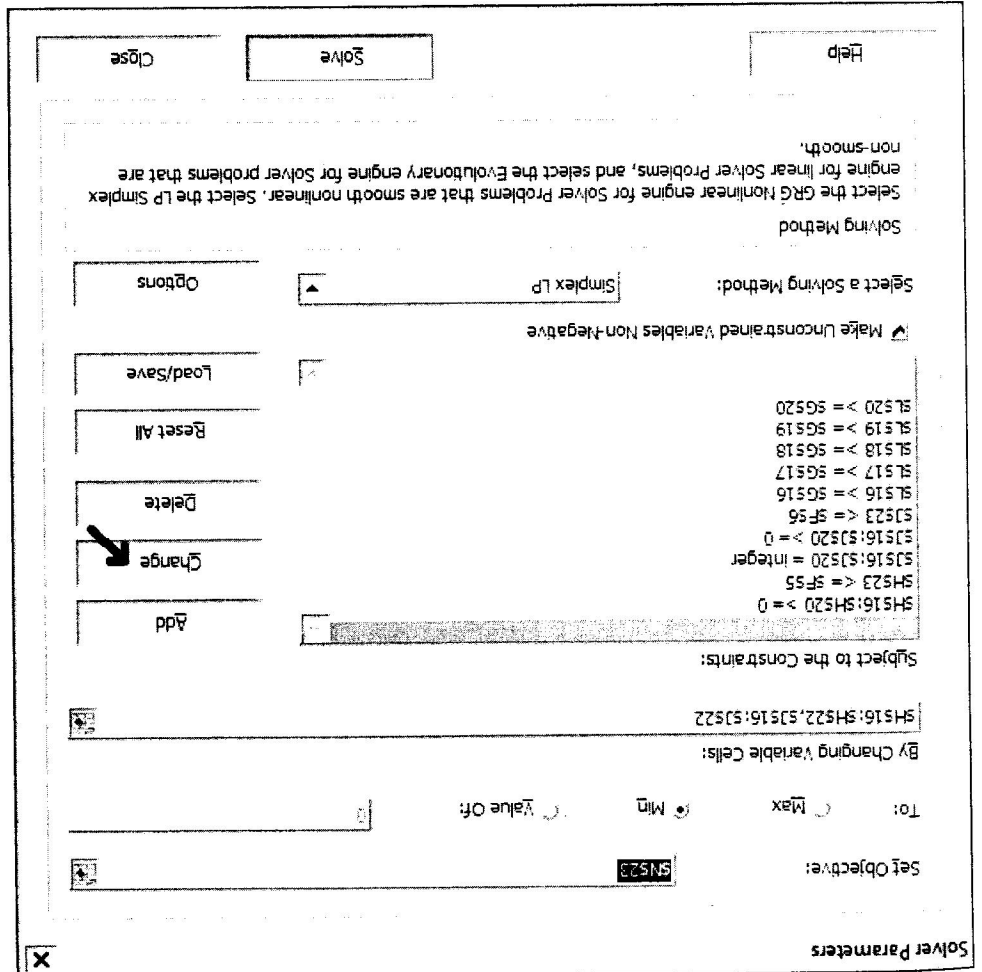 Solver Parameters
Set Objective: $N$23
To: Max Min Value Of: 0
By Changing Variable Cells:
$H$16:$H$22,$J$16:$J$22
Subject to the Constraints:
$H$16:$H$20 >= 0
$H$23 <= $F$5
$J$16:$J$20 = integer
$J$16:$J$20 >= 0
$J$23 <= $F$6
$L$16 >= $G$16
$L$17 >= $G$17
$L$18 >= $G$18
$L$19 >= $G$19
$L$20 >= $G$20
Add
Change
Delete
Reset All
Load/Save
Make Unconstrained Variables Non-Negative
Select a Solving Method: Simplex LP Options
Solving Method
Select the GRG Nonlinear engine for Solver Problems that are smooth nonlinear. Select the LP Simplex
engine for linear Solver Problems, and select the Evolutionary engine for Solver problems that are
non-smooth.
Help Solve Close